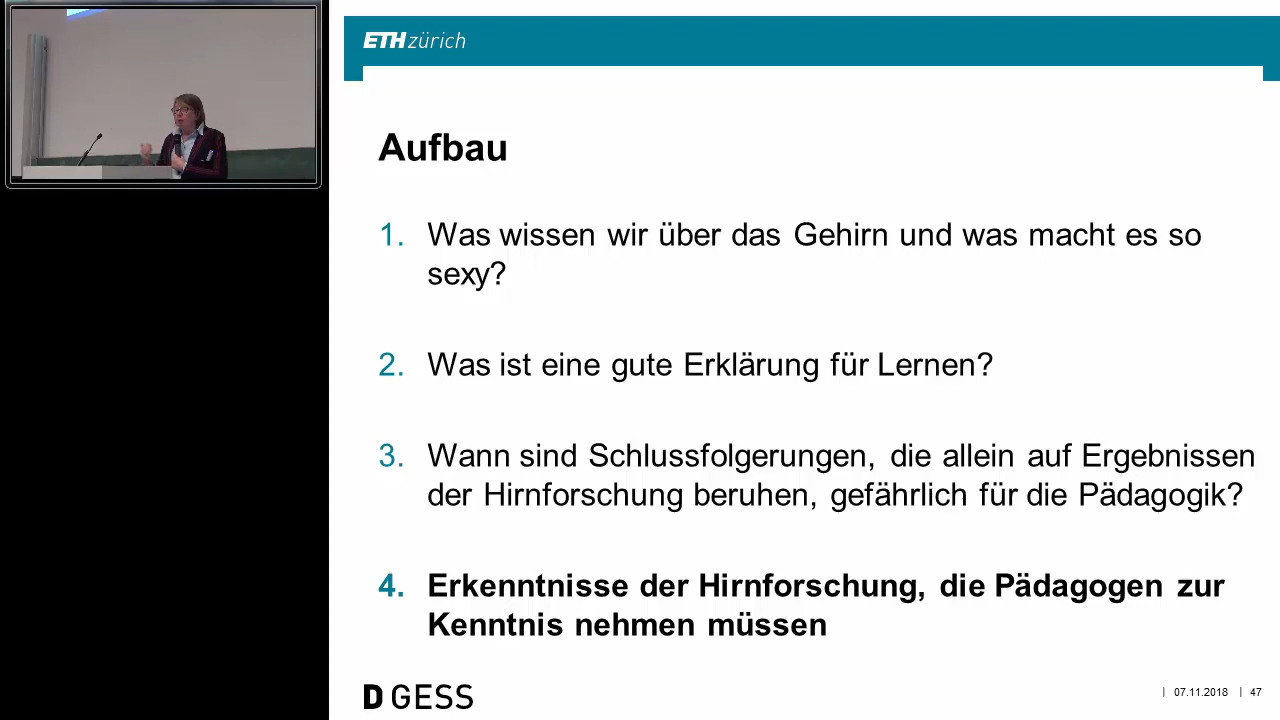 ETH zürich
Aufbau
1. Was wissen wir über das Gehirn und was macht es so
sexy?
2. Was ist eine gute Erklärung für Lernen?
3. Wann sind Schlussfolgerungen, die allein auf Ergebnissen
der Hirnforschung beruhen, gefährlich für die Pädagogik?
4. Erkenntnisse der Hirnforschung, die Pädagogen zur
Kenntnis nehmen müssen
D GESS
| 07.11.2018 | 47